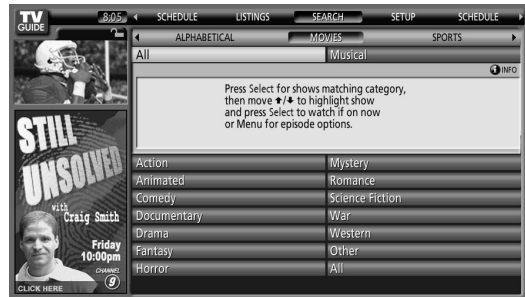 TV
GUIDE
8:05
SCHEDULE LISTINGS SEARCH SETUP SCHEDULE
ALPHABETICAL MOVIES SPORTS
All Musical
INFO
Press Select for shows matching category,
then move ↑/↓ to highlight show
and press Select to watch if on now
or Menu for episode options.
Action Mystery
Animated Romance
Comedy Science Fiction
Documentary War
Drama Western
Fantasy Other
Horror All
STILL
UNSOLVED
with
Craig Smith
Friday
10:00pm
CHANNEL
9
CLICK HERE